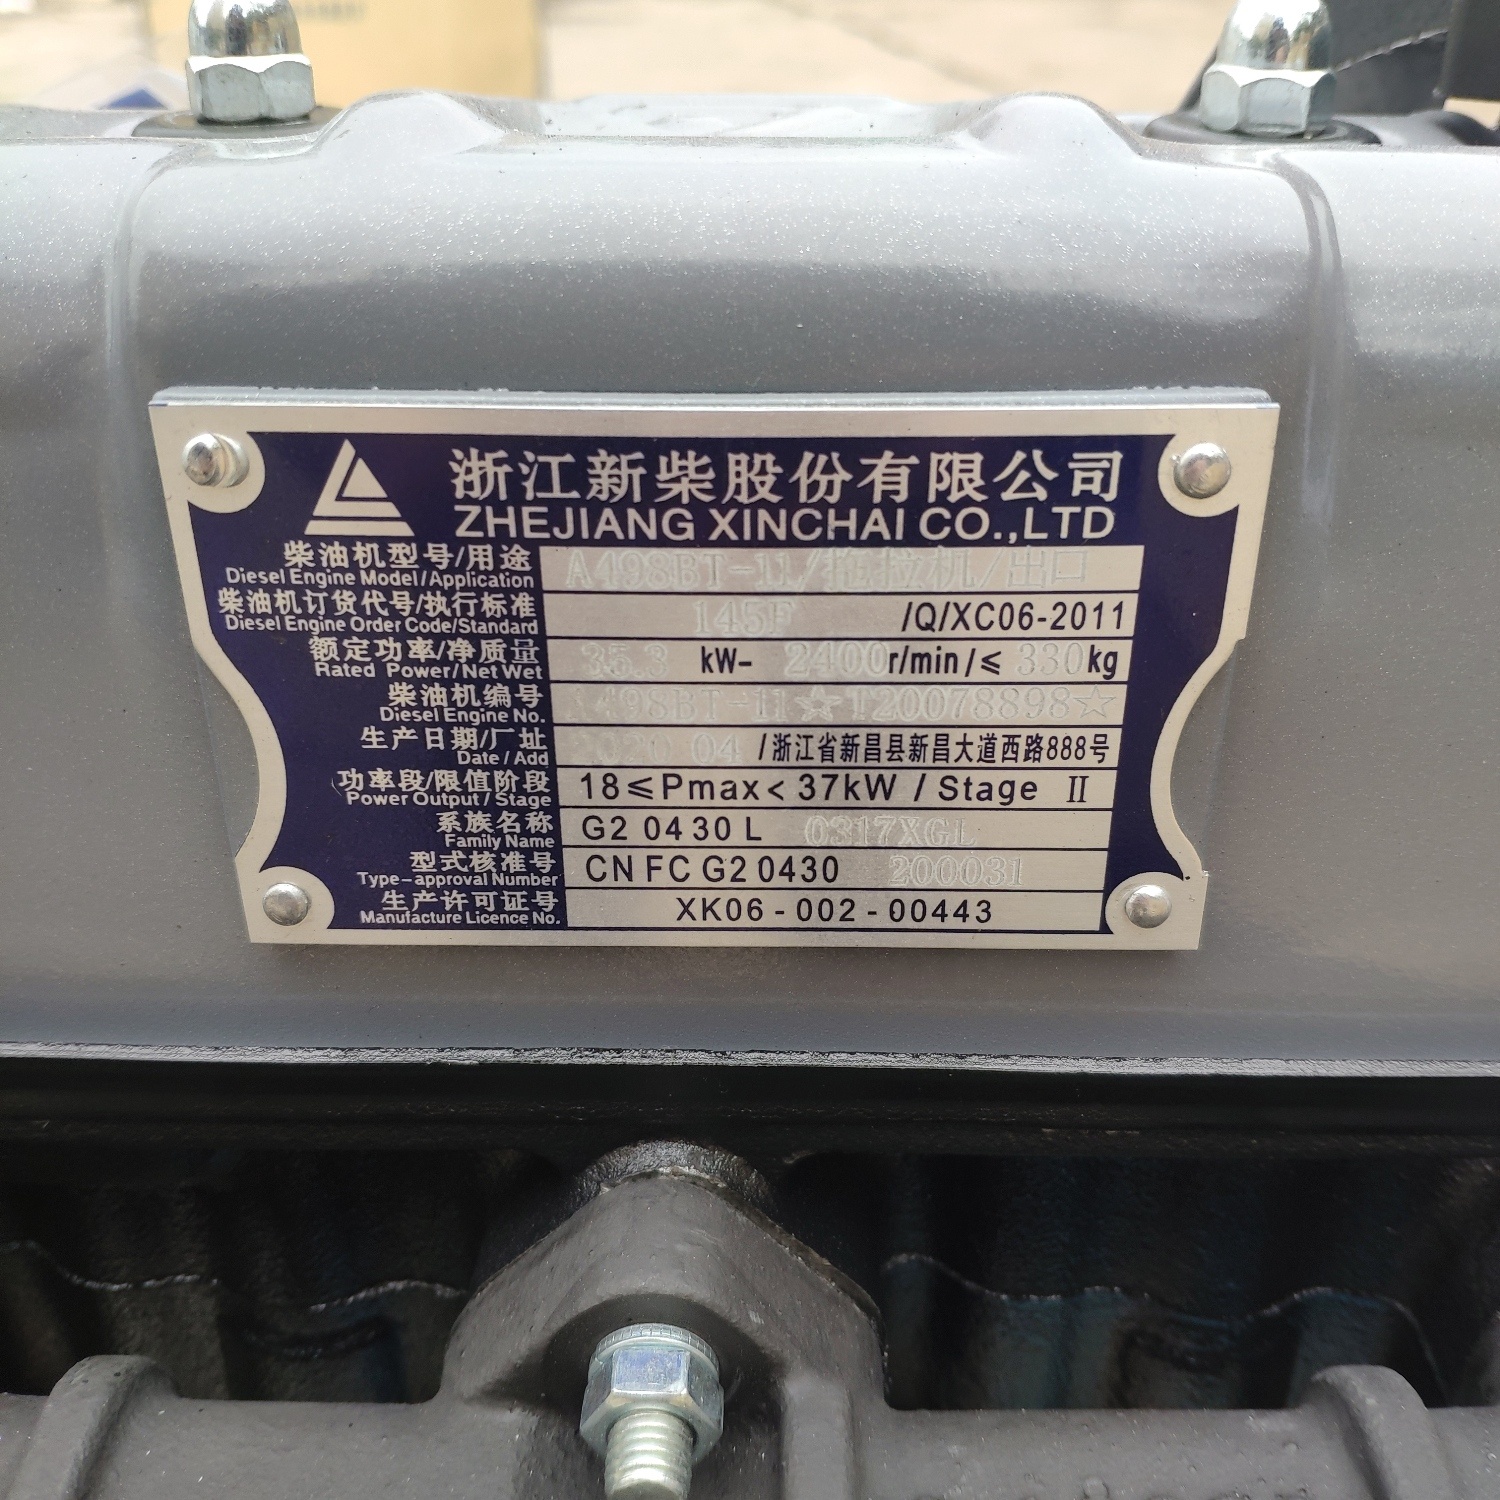 浙江新柴股份有限公司
ZHEJIANG XINCHAI CO.,LTD
柴油机型号/用途 A498BT-11/拖拉机/出口
Diesel Engine Model/Application
柴油机订货代号/执行标准 145F /Q/XC06-2011
Diesel Engine Order Code/Standard
额定功率/净质量 35.3 kW- 2400r/min/≤ 330kg
Rated Power/Net Wet
柴油机编号 A498BT-11☆T20078898☆
Diesel Engine No.
生产日期/厂址 2020 04 /浙江省新昌县新昌大道西路888号
Date/Add
功率段/限值阶段 18≤Pmax<37kW / Stage Ⅱ
Power Output/Stage
系族名称 G2 04 30 L 0317XGL
Family Name
型式核准号 CN FC G2 0430 200031
Type-approval Number
生产许可证号 XK06-002-00443
Manufacture Licence No.